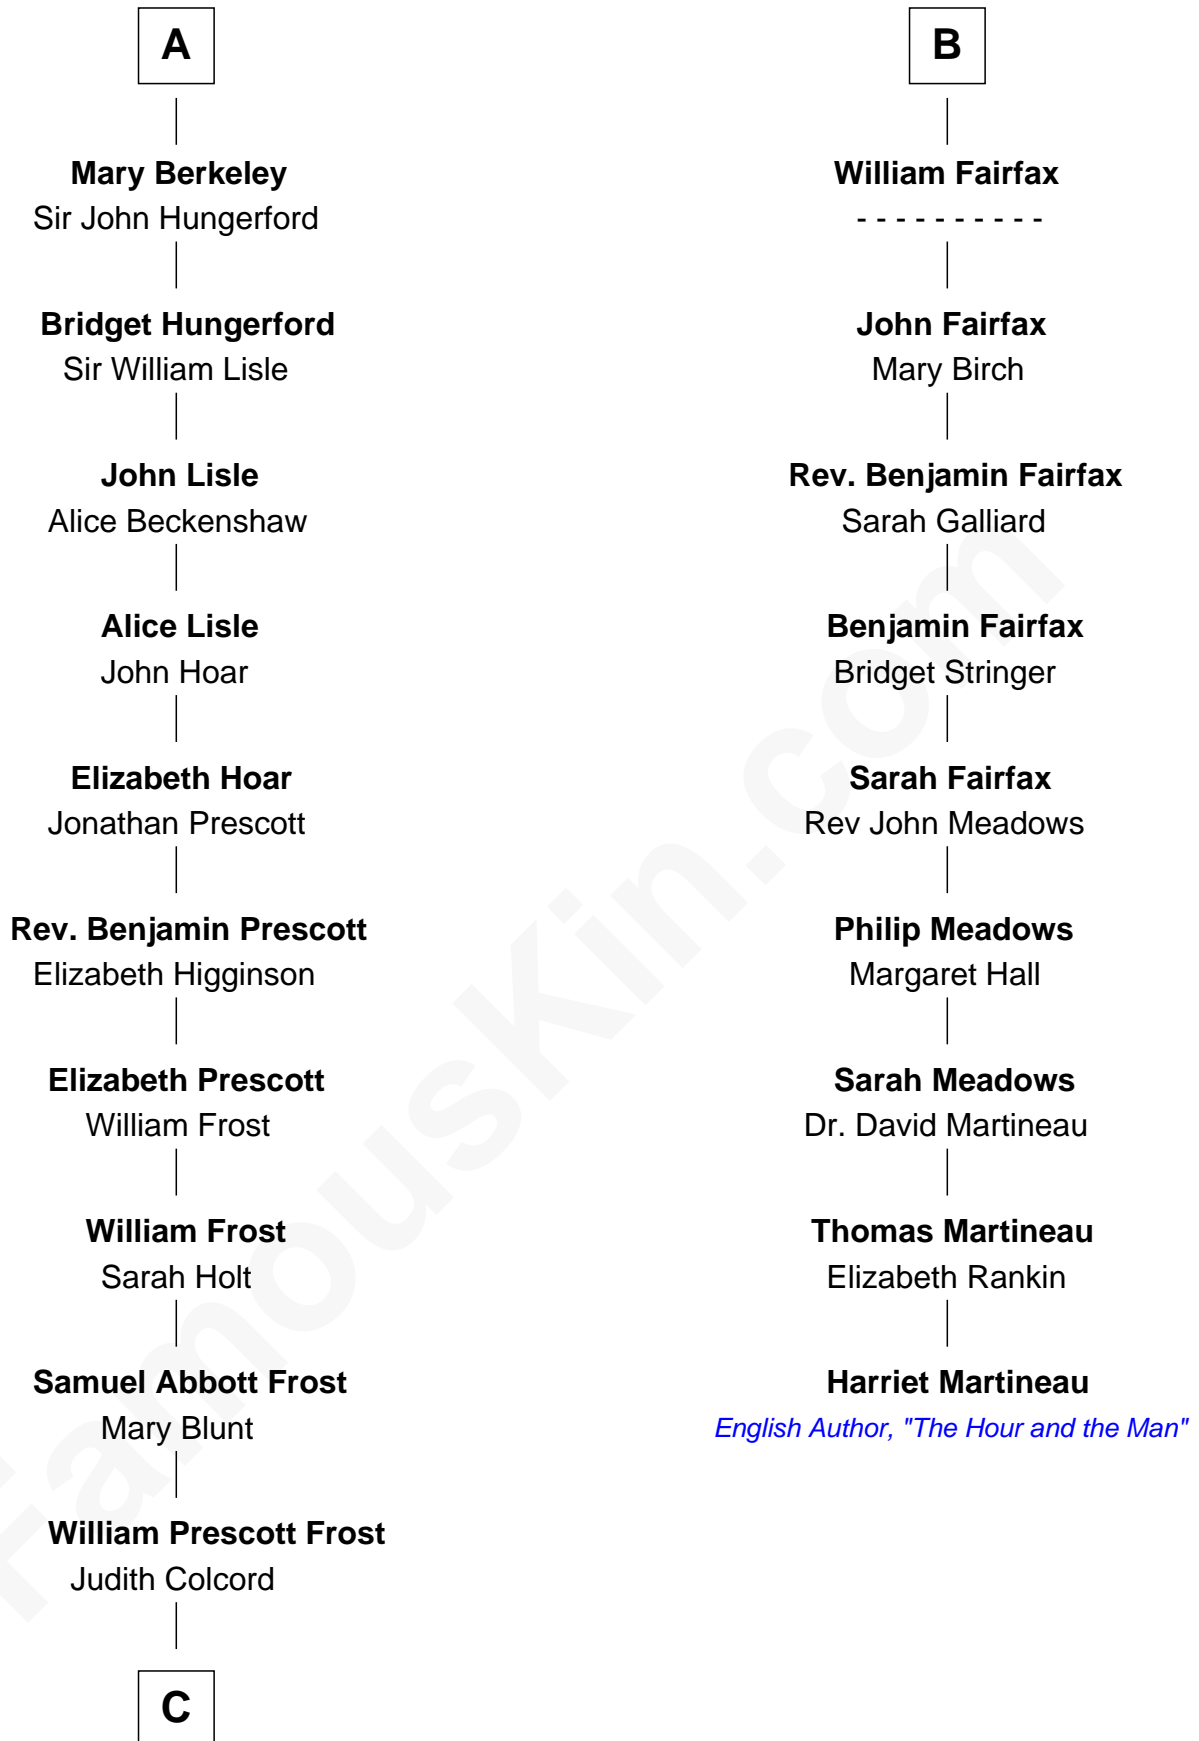 A
Mary Berkeley
Sir John Hungerford
Bridget Hungerford
Sir William Lisle
John Lisle
Alice Beckenshaw
Alice Lisle
John Hoar
Elizabeth Hoar
Jonathan Prescott
Rev. Benjamin Prescott
Elizabeth Higginson
Elizabeth Prescott
William Frost
William Frost
Sarah Holt
Samuel Abbott Frost
Mary Blunt
William Prescott Frost
Judith Colcord
C
B
William Fairfax
- - - - - - - - - -
John Fairfax
Mary Birch
Rev. Benjamin Fairfax
Sarah Galliard
Benjamin Fairfax
Bridget Stringer
Sarah Fairfax
Rev John Meadows
Philip Meadows
Margaret Hall
Sarah Meadows
Dr. David Martineau
Thomas Martineau
Elizabeth Rankin
Harriet Martineau
English Author, "The Hour and the Man"
FamousKin.com